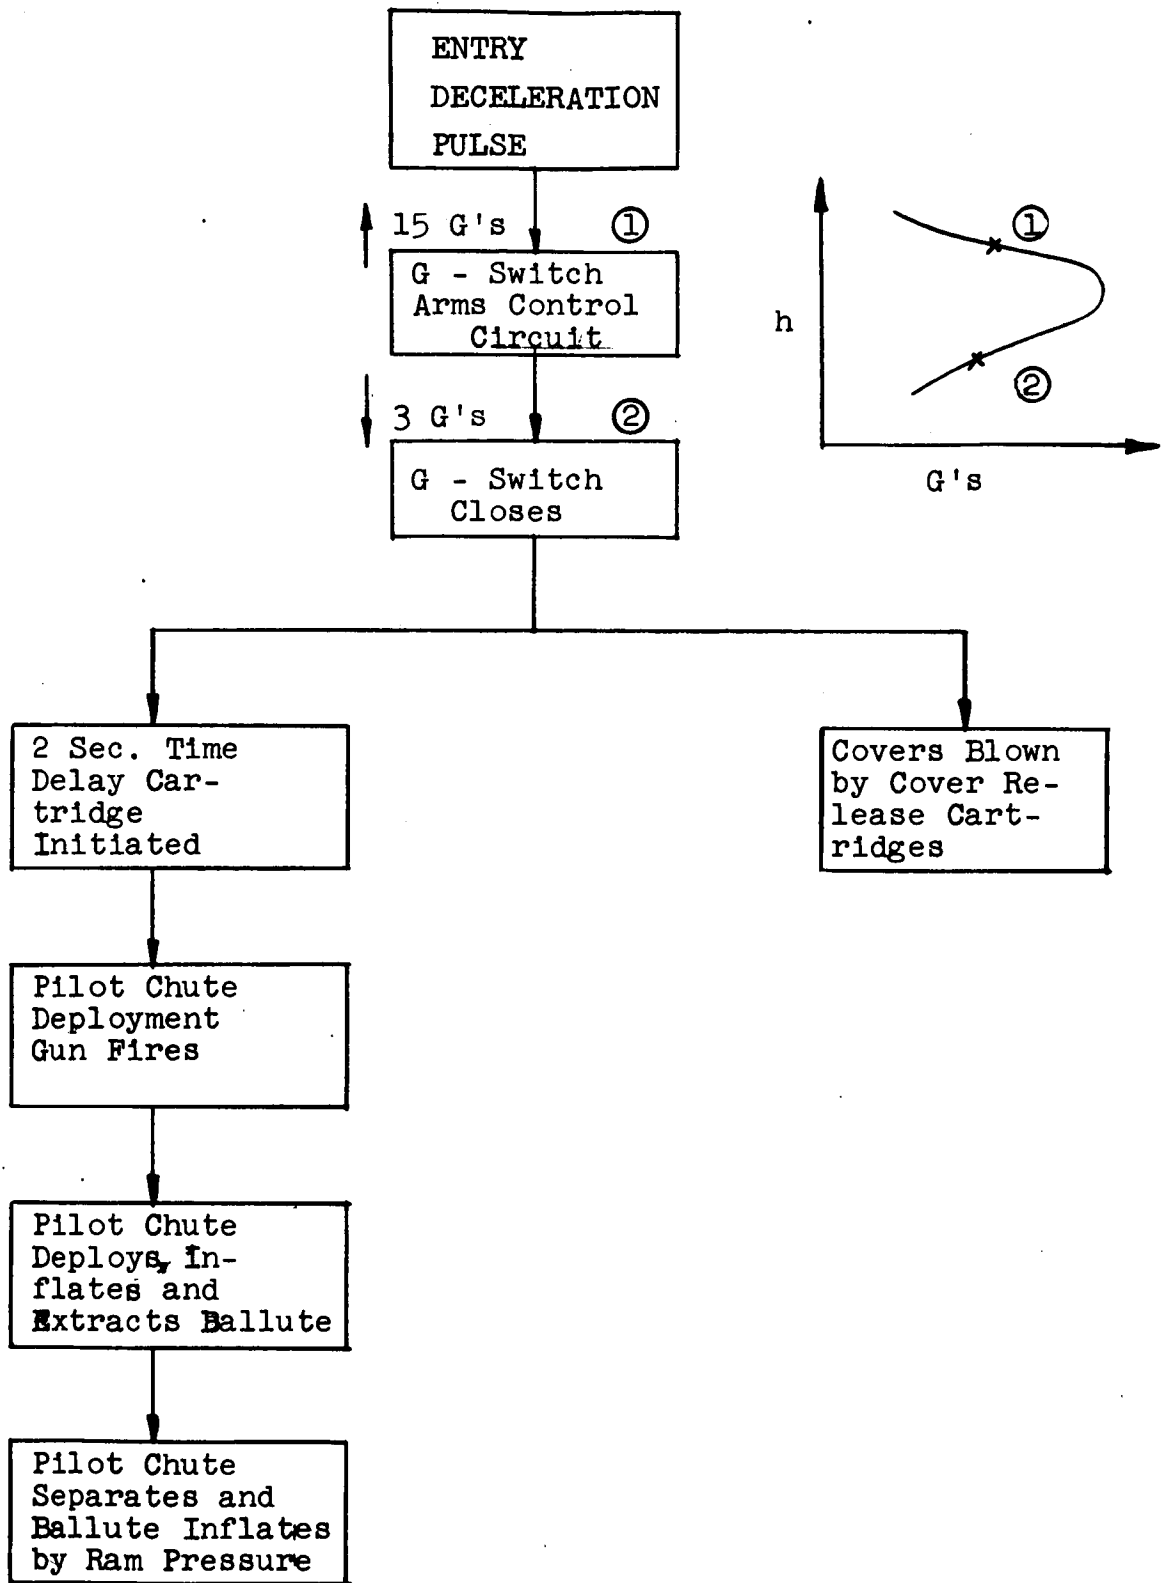 ENTRY
DECELERATION
PULSE
15 G's ①
G - Switch
Arms Control
Circuit
3 G's ②
G - Switch
Closes
①
h
②
G's
2 Sec. Time
Delay Car-
tridge
Initiated
Covers Blown
by Cover Re-
lease Cart-
ridges
Pilot Chute
Deployment
Gun Fires
Pilot Chute
Deploys, In-
flates and
Extracts Ballute
Pilot Chute
Separates and
Ballute Inflates
by Ram Pressure